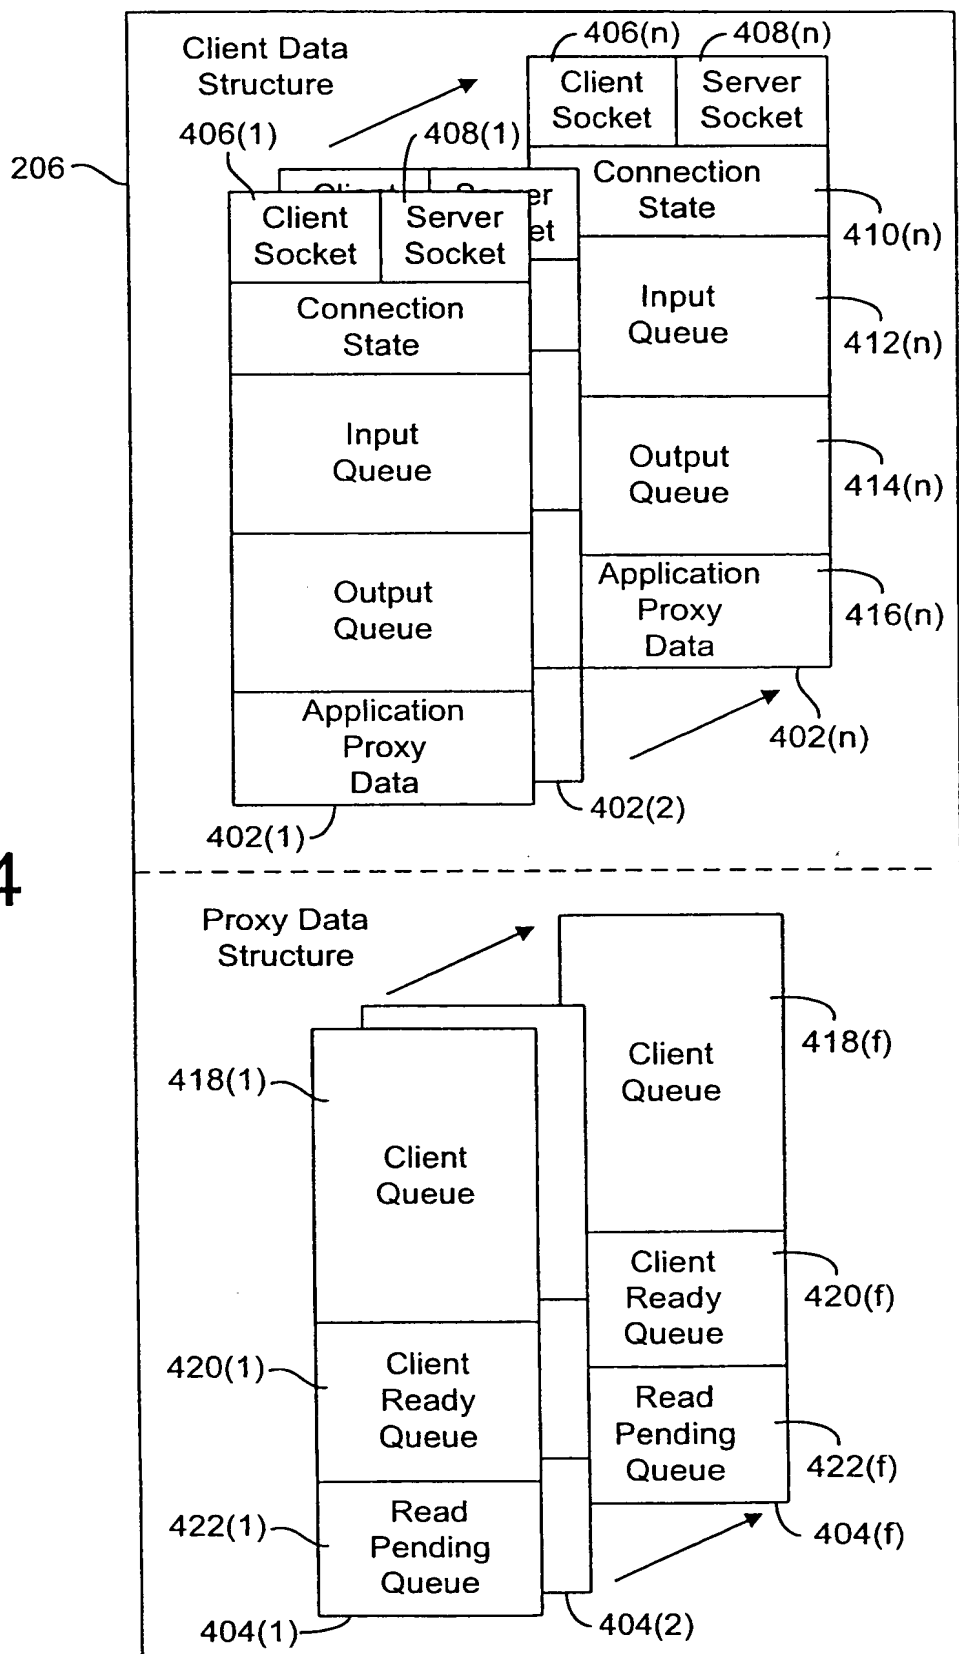 Client Data
Structure
406(n)
408(n)
Client
Socket
Server
Socket
406(1)
408(1)
206
Connection
State
410(n)
Client
Socket
Server
Socket
er
et
Input
Queue
412(n)
Connection
State
Input
Queue
Output
Queue
414(n)
Output
Queue
Application
Proxy
Data
416(n)
Application
Proxy
Data
402(n)
402(2)
402(1)
4
Proxy Data
Structure
418(f)
Client
Queue
418(1)
Client
Queue
Client
Ready
Queue
420(f)
420(1)
Client
Ready
Queue
Read
Pending
Queue
422(f)
422(1)
Read
Pending
Queue
404(f)
404(2)
404(1)